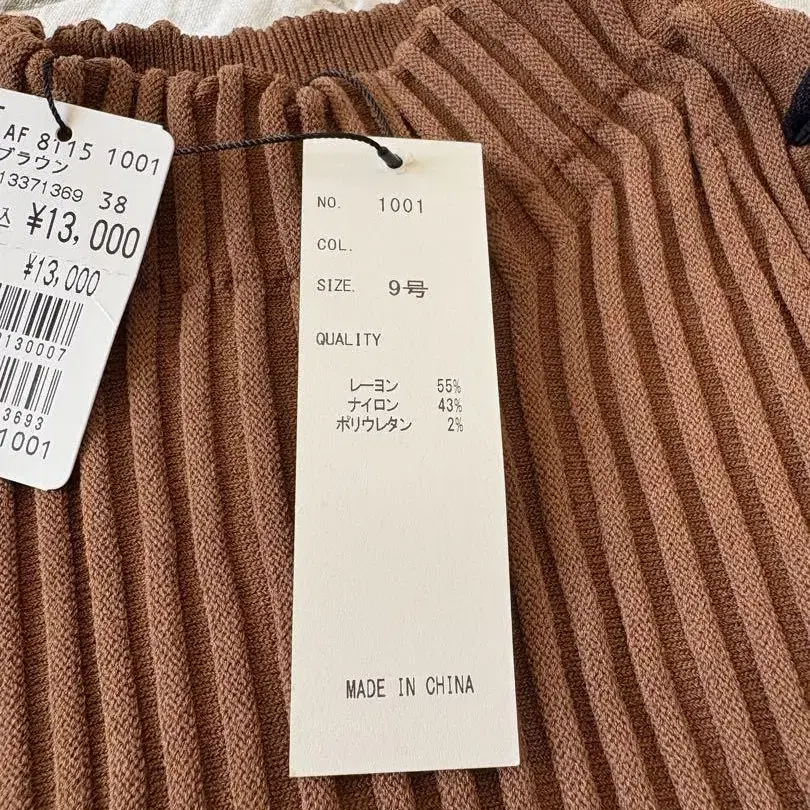 AF 8115 1001
ブラウン
13371369 38
込 ¥13,000
¥13,000
130007
3693
1001
NO. 1001
COL.
SIZE. 9号
QUALITY
レーヨン 55%
ナイロン 43%
ポリウレタン 2%
MADE IN CHINA